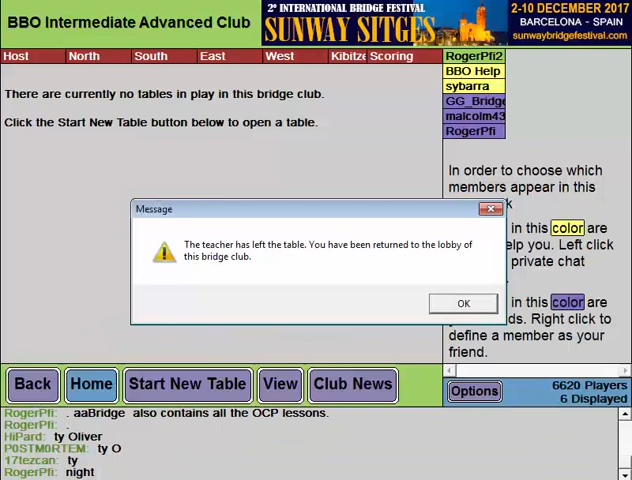 BBO Intermediate Advanced Club
2º INTERNATIONAL BRIDGE FESTIVAL
SUNWAY SITGES
2-10 DECEMBER 2017
BARCELONA - SPAIN
sunwaybridgefestival.com
Host North South East West Kibitze Scoring
There are currently no tables in play in this bridge club.
Click the Start New Table button below to open a table.
RogerPfi2
BBO Help
sybarra
GG_Bridge
malcolm43
RogerPfi
In order to choose which
members appear in this
k
in this color are
elp you. Left click
private chat
in this color are
ds. Right click to
define a member as your
friend.
Message
The teacher has left the table. You have been returned to the lobby of
this bridge club.
OK
Back Home Start New Table View Club News
Options
6620 Players
6 Displayed
RogerPfi: . aaBridge also contains all the OCP lessons.
RogerPfi: .
HiPard: ty Oliver
P0STM0RTEM: ty O
17tezcan: ty
RogerPfi: night